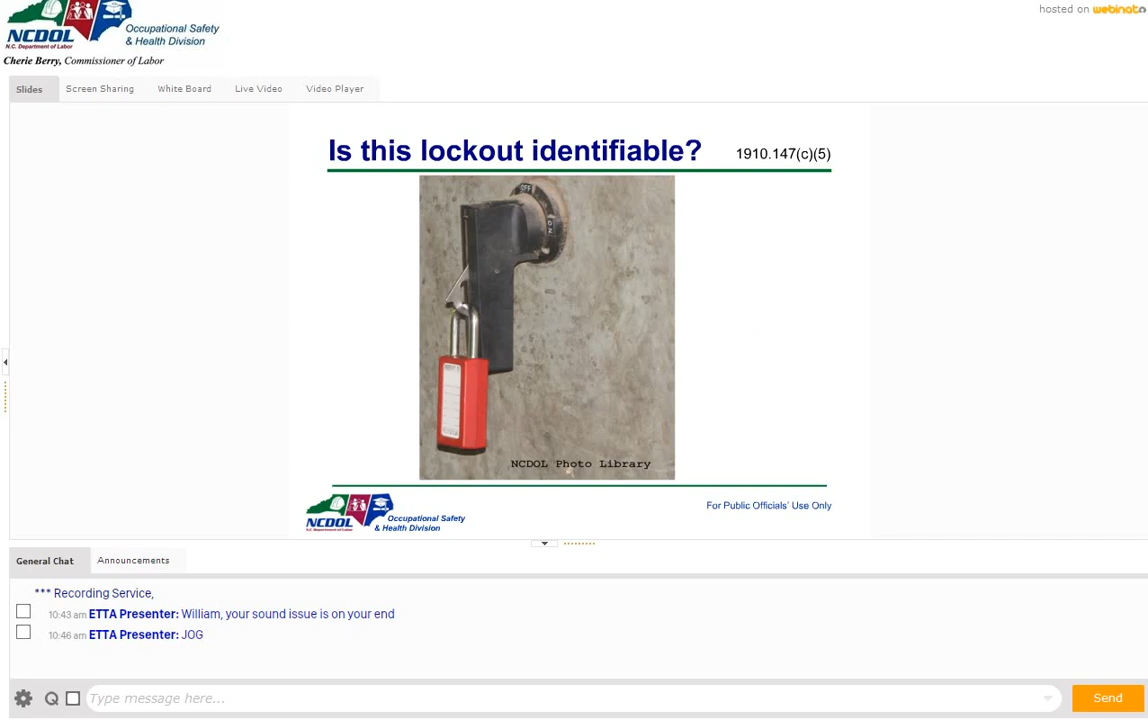 hosted on webinato
NCDOL
N.C. Department of Labor
Occupational Safety
& Health Division
Cherie Berry, Commissioner of Labor
Slides
Screen Sharing
White Board
Live Video
Video Player
Is this lockout identifiable?
1910.147(c)(5)
OFF
ON
NCDOL Photo Library
NCDOL
N.C. Department of Labor
Occupational Safety
& Health Division
For Public Officials' Use Only
General Chat
Announcements
*** Recording Service,
10:43 am ETTA Presenter: William, your sound issue is on your end
10:46 am ETTA Presenter: JOG
Q
Type message here...
Send